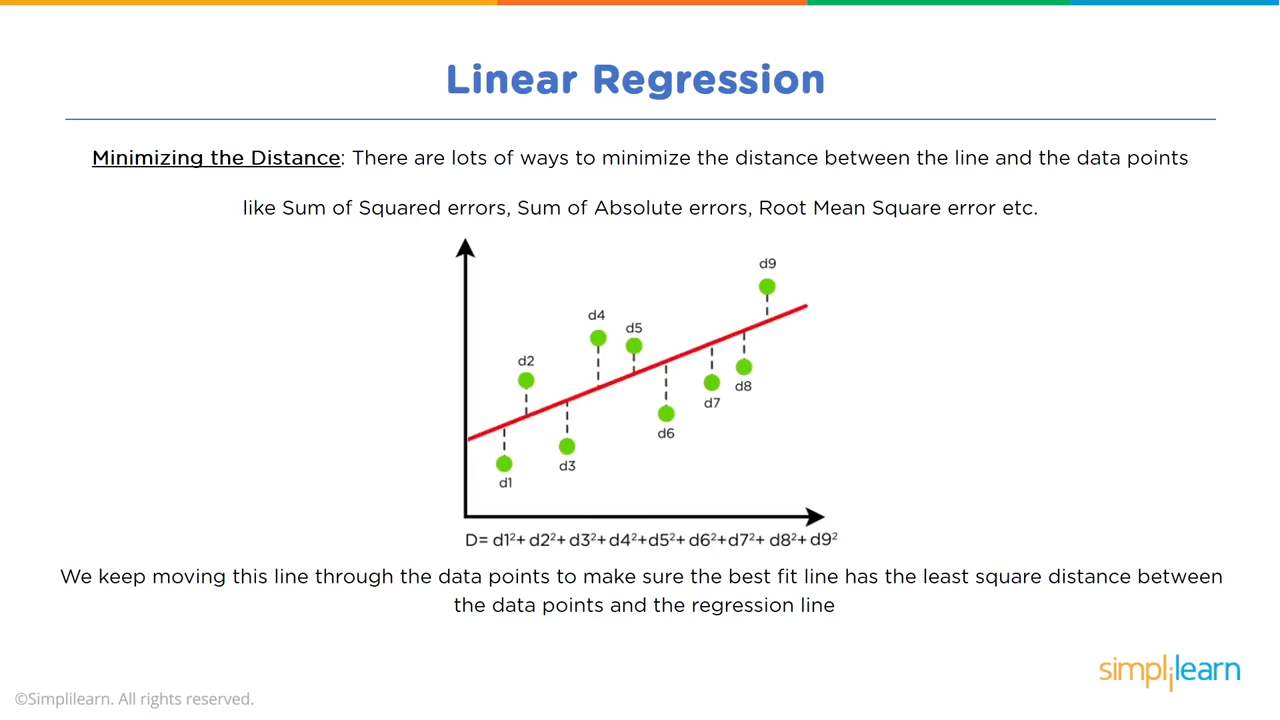 Linear Regression
Minimizing the Distance: There are lots of ways to minimize the distance between the line and the data points
like Sum of Squared errors, Sum of Absolute errors, Root Mean Square error etc.
d9
d4
d5
d2
d8
d7
d6
d3
d1
D= d1²+ d2²+ d3²+ d4²+d5²+ d6²+d7²+ d8²+ d9²
We keep moving this line through the data points to make sure the best fit line has the least square distance between
the data points and the regression line
simplilearn
©Simplilearn. All rights reserved.